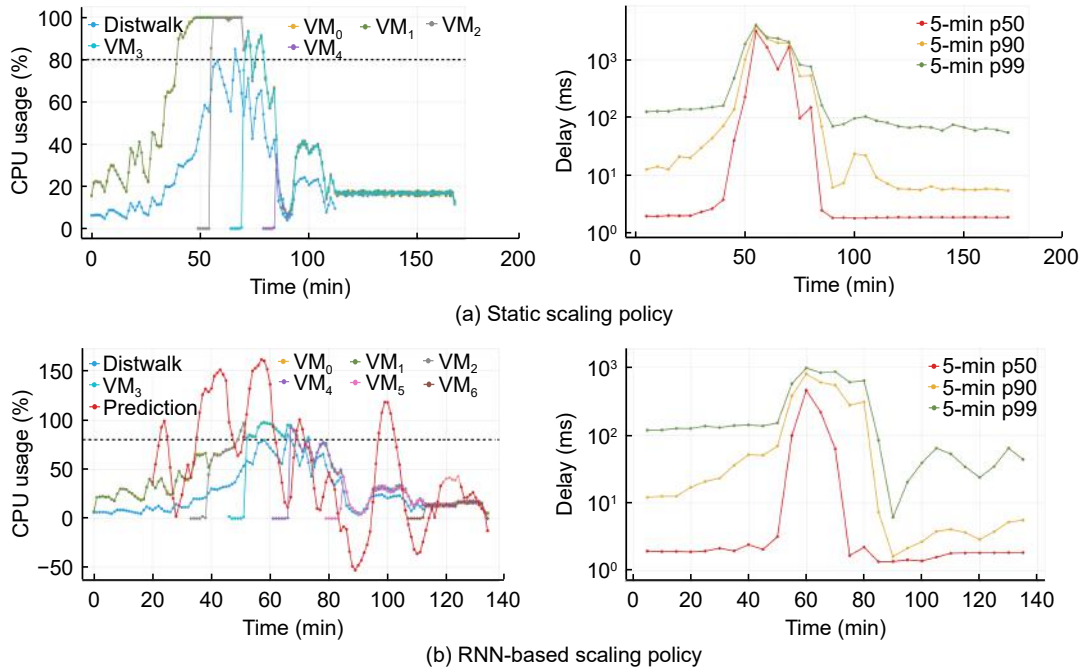 Distwalk
VM₀
VM₁
VM₂
VM₃
VM₄
CPU usage (%)
100
80
60
40
20
0
0
50
100
150
200
Time (min)
5-min p50
5-min p90
5-min p99
Delay (ms)
10³
10²
10¹
10⁰
0
50
100
150
200
Time (min)
(a) Static scaling policy
Distwalk
VM₀
VM₁
VM₂
VM₃
VM₄
VM₅
VM₆
Prediction
CPU usage (%)
150
100
50
0
−50
0
20
40
60
80
100
120
140
Time (min)
5-min p50
5-min p90
5-min p99
Delay (ms)
10³
10²
10¹
10⁰
0
20
40
60
80
100
120
140
Time (min)
(b) RNN-based scaling policy